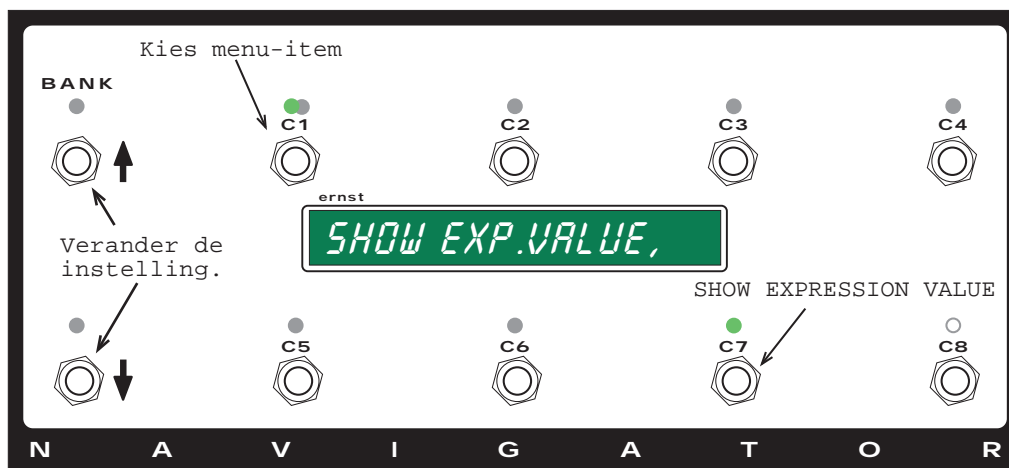 Kies menu-item
BANK
C1
C2
C3
C4
ernst
SHOW EXP.VALUE,
Verander de
instelling.
SHOW EXPRESSION VALUE
C5
C6
C7
C8
N A V I G A T O R